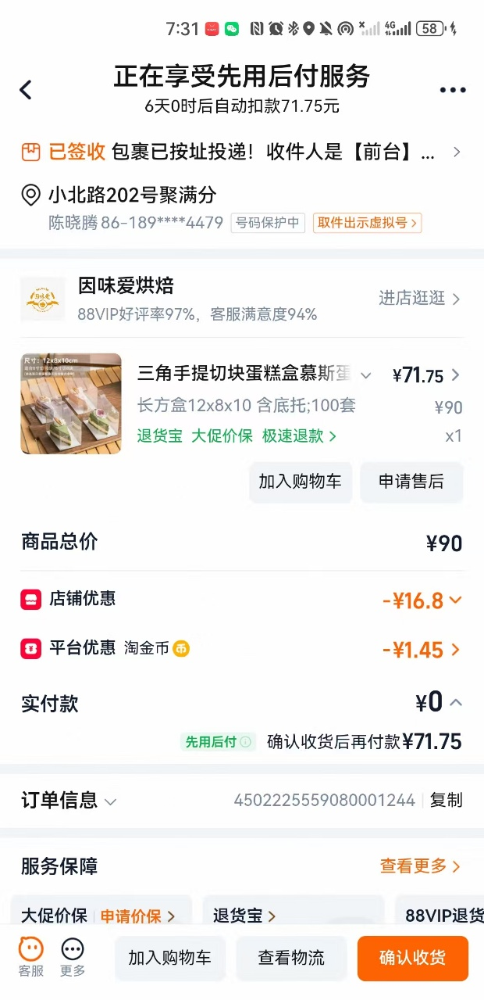 7:31
4G
58
正在享受先用后付服务
6天0时后自动扣款71.75元
已签收 包裹已按址投递！收件人是【前台】...
小北路202号聚满分
陈晓腾 86-189****4479 号码保护中 取件出示虚拟号
因味爱烘焙
88VIP好评率97%，客服满意度94%
进店逛逛
因味爱
尺寸：12x8x10cm
三角手提切块蛋糕盒慕斯蛋 ¥71.75
长方盒12x8x10 含底托;100套 ¥90
退货宝 大促价保 极速退款 x1
加入购物车 申请售后
商品总价 ¥90
店铺优惠 -¥16.8
平台优惠 淘金币 -¥1.45
实付款 ¥0
先用后付 确认收货后再付款¥71.75
订单信息 4502225559080001244 复制
服务保障 查看更多
大促价保 申请价保 退货宝 88VIP退货
客服 更多 加入购物车 查看物流 确认收货